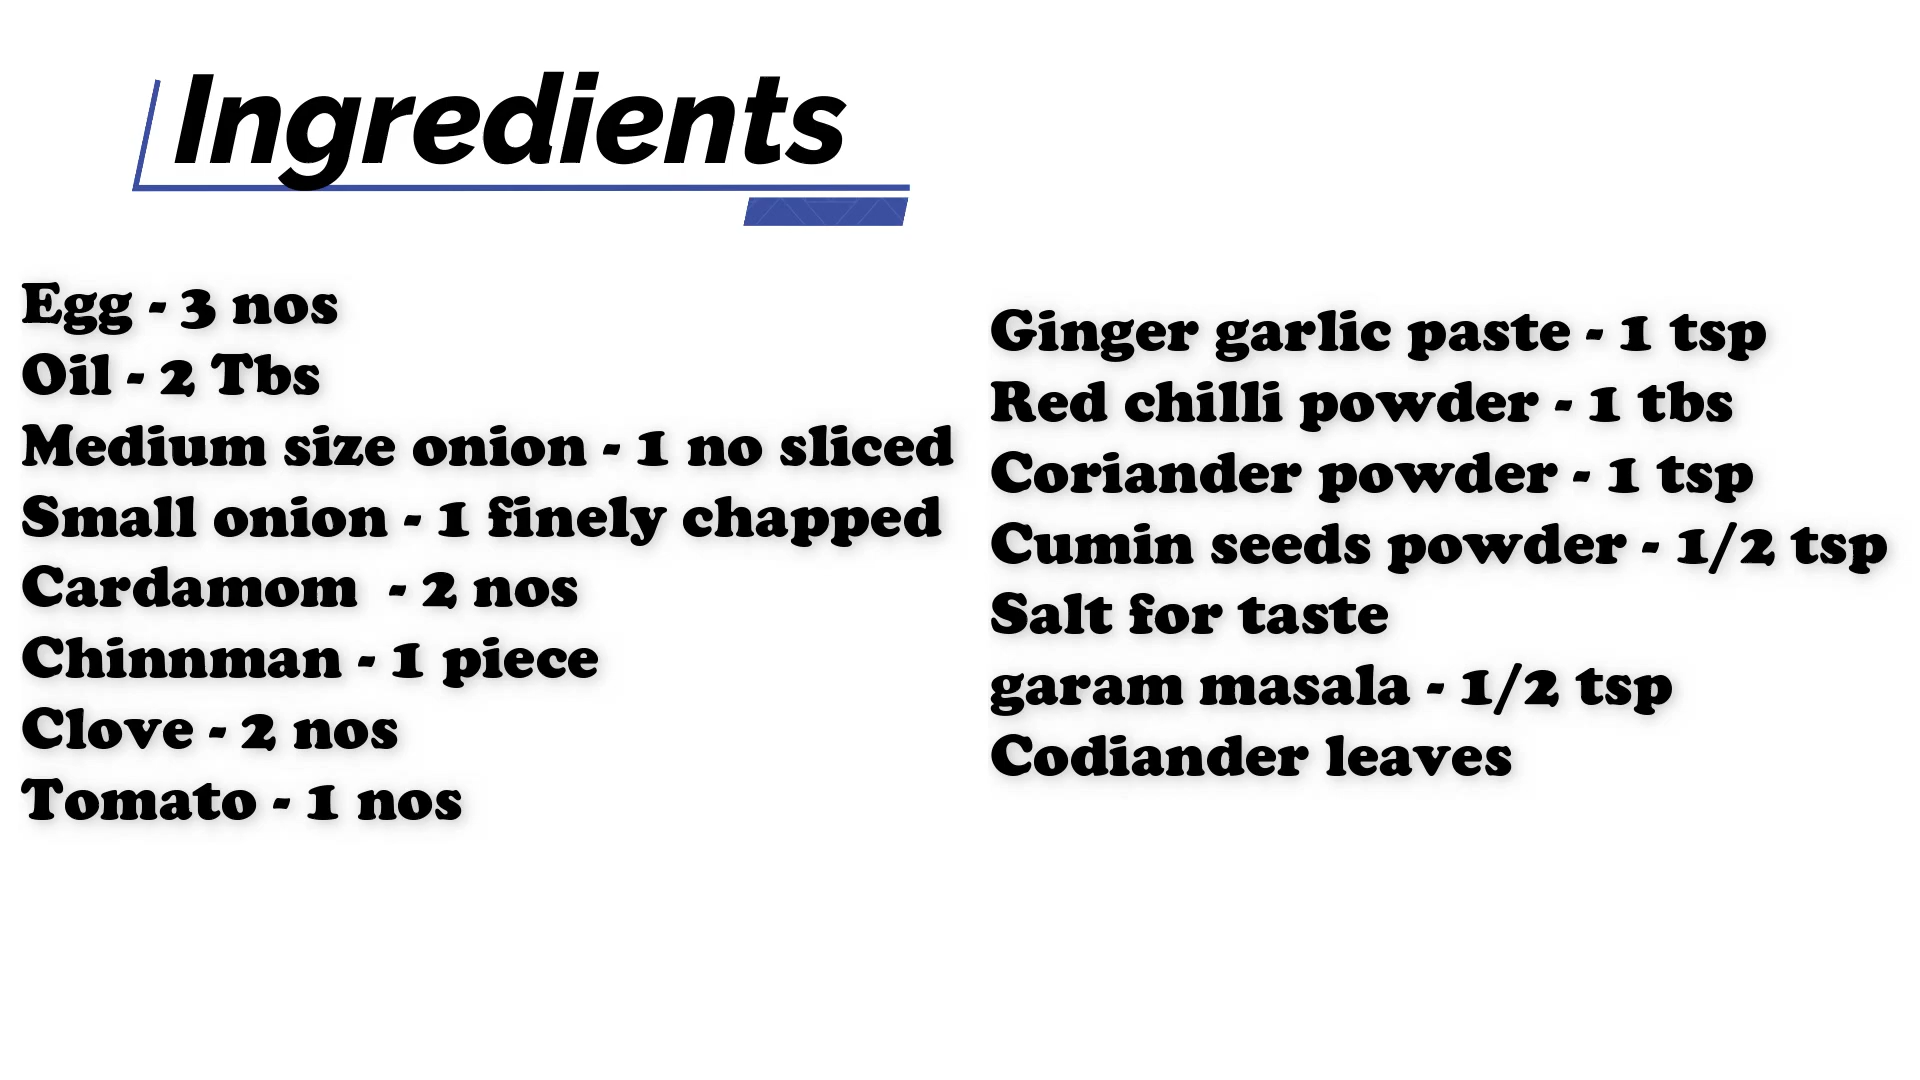 Ingredients
Egg - 3 nos
Oil - 2 Tbs
Medium size onion - 1 no sliced
Small onion - 1 finely chapped
Cardamom  - 2 nos
Chinnman - 1 piece
Clove - 2 nos
Tomato - 1 nos
Ginger garlic paste - 1 tsp
Red chilli powder - 1 tbs
Coriander powder - 1 tsp
Cumin seeds powder - 1/2 tsp
Salt for taste
garam masala - 1/2 tsp
Codiander leaves